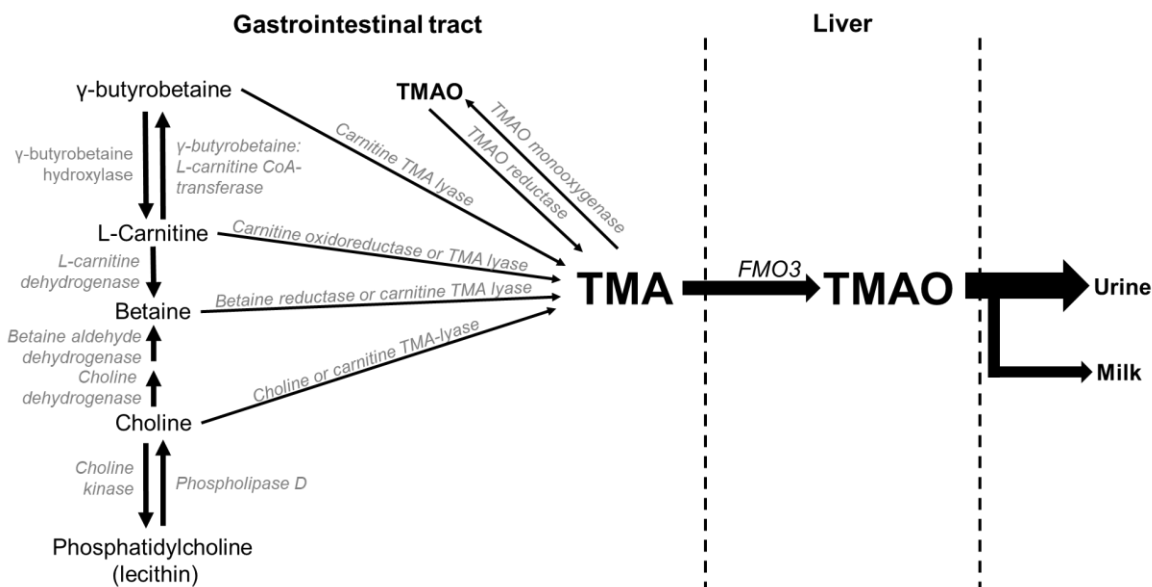 Gastrointestinal tract
Liver
γ-butyrobetaine
TMAO
γ-butyrobetaine
hydroxylase
γ-butyrobetaine:
L-carnitine CoA-
transferase
Carnitine TMA lyase
TMAO reductase
TMAO monooxygenase
L-Carnitine
Carnitine oxidoreductase or TMA lyase
L-carnitine
dehydrogenase
Betaine
Betaine reductase or carnitine TMA lyase
TMA
FMO3
TMAO
Urine
Milk
Betaine aldehyde
dehydrogenase
Choline
dehydrogenase
Choline or carnitine TMA-lyase
Choline
Choline
kinase
Phospholipase D
Phosphatidylcholine
(lecithin)